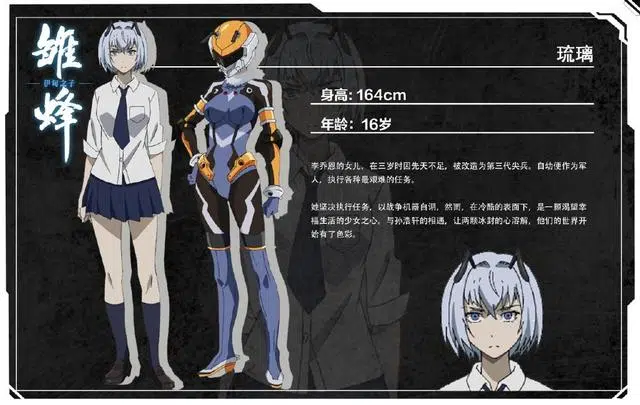 雏蜂
伊甸之子
琉璃
身高: 164cm
年龄: 16岁
李乔恩的女儿。在三岁时因先天不足，被改造为第三代尖兵。自幼便作为军
人，执行各种最艰难的任务。
她坚决执行任务，以战争机器自诩。然而，在冷酷的表面下，是一颗渴望幸
福生活的少女之心。与孙浩轩的相遇，让两颗冰封的心溶解，他们的世界开
始有了色彩。